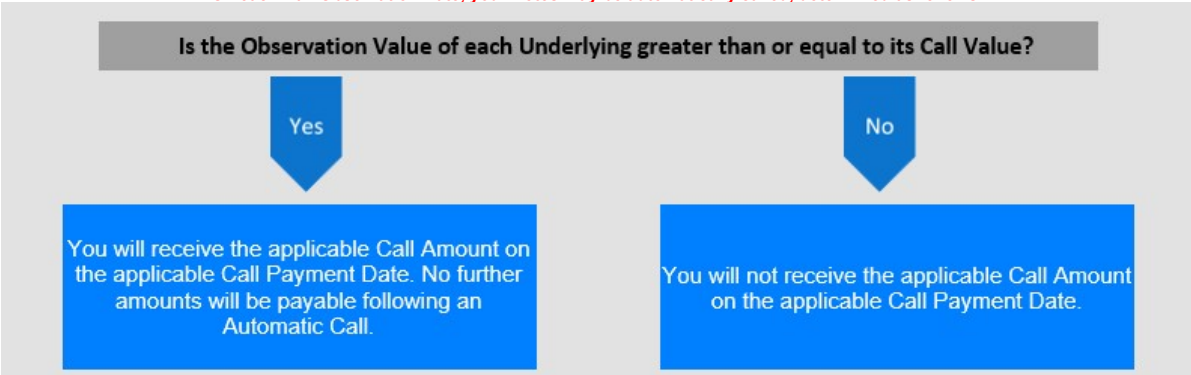 Is the Observation Value of each Underlying greater than or equal to its Call Value?
Yes
No
You will receive the applicable Call Amount on
the applicable Call Payment Date. No further
amounts will be payable following an
Automatic Call.
You will not receive the applicable Call Amount
on the applicable Call Payment Date.